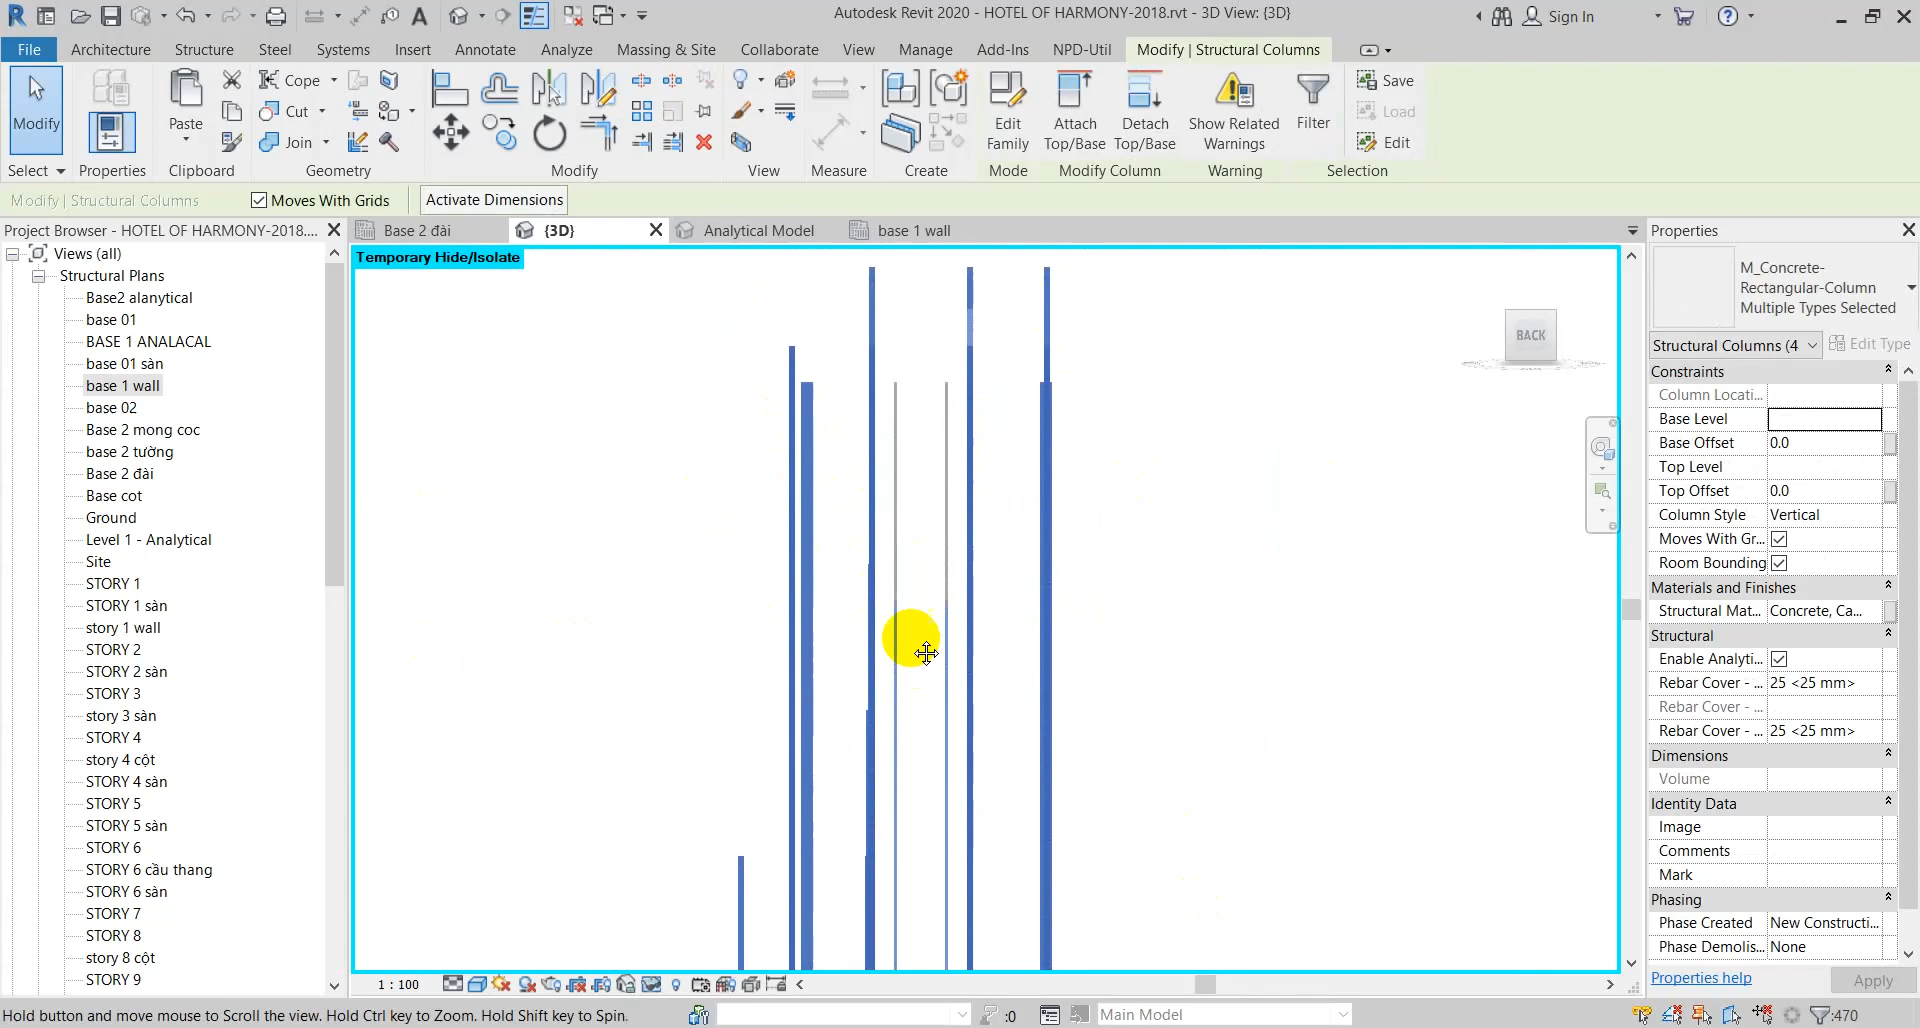 Autodesk Revit 2020 - HOTEL OF HARMONY-2018.rvt - 3D View: {3D}
Sign In
File Architecture Structure Steel Systems Insert Annotate Analyze Massing & Site Collaborate View Manage Add-Ins NPD-Util Modify | Structural Columns
Modify
Paste
Cope
Cut
Join
Edit Family
Attach Top/Base
Detach Top/Base
Show Related Warnings
Filter
Save
Load
Edit
Select Properties Clipboard Geometry Modify View Measure Create Mode Modify Column Warning Selection
Modify | Structural Columns Moves With Grids Activate Dimensions
Project Browser - HOTEL OF HARMONY-2018....
Base 2 đài {3D} Analytical Model base 1 wall
Views (all)
Structural Plans
Base2 alanytical
base 01
BASE 1 ANALACAL
base 01 sàn
base 1 wall
base 02
Base 2 mong coc
base 2 tường
Base 2 đài
Base cot
Ground
Level 1 - Analytical
Site
STORY 1
STORY 1 sàn
story 1 wall
STORY 2
STORY 2 sàn
STORY 3
story 3 sàn
STORY 4
story 4 cột
STORY 4 sàn
STORY 5
STORY 5 sàn
STORY 6
STORY 6 cầu thang
STORY 6 sàn
STORY 7
STORY 8
story 8 cột
STORY 9
Temporary Hide/Isolate
BACK
Properties
M_Concrete-
Rectangular-Column
Multiple Types Selected
Structural Columns (4 Edit Type
Constraints
Column Locati...
Base Level
Base Offset 0.0
Top Level
Top Offset 0.0
Column Style Vertical
Moves With Gr...
Room Bounding
Materials and Finishes
Structural Mat... Concrete, Ca...
Structural
Enable Analyti...
Rebar Cover - ... 25 <25 mm>
Rebar Cover - ...
Rebar Cover - ... 25 <25 mm>
Dimensions
Volume
Identity Data
Image
Comments
Mark
Phasing
Phase Created New Constructi...
Phase Demolis... None
Properties help Apply
1 : 100
Hold button and move mouse to Scroll the view. Hold Ctrl key to Zoom. Hold Shift key to Spin.
:0
Main Model
:470